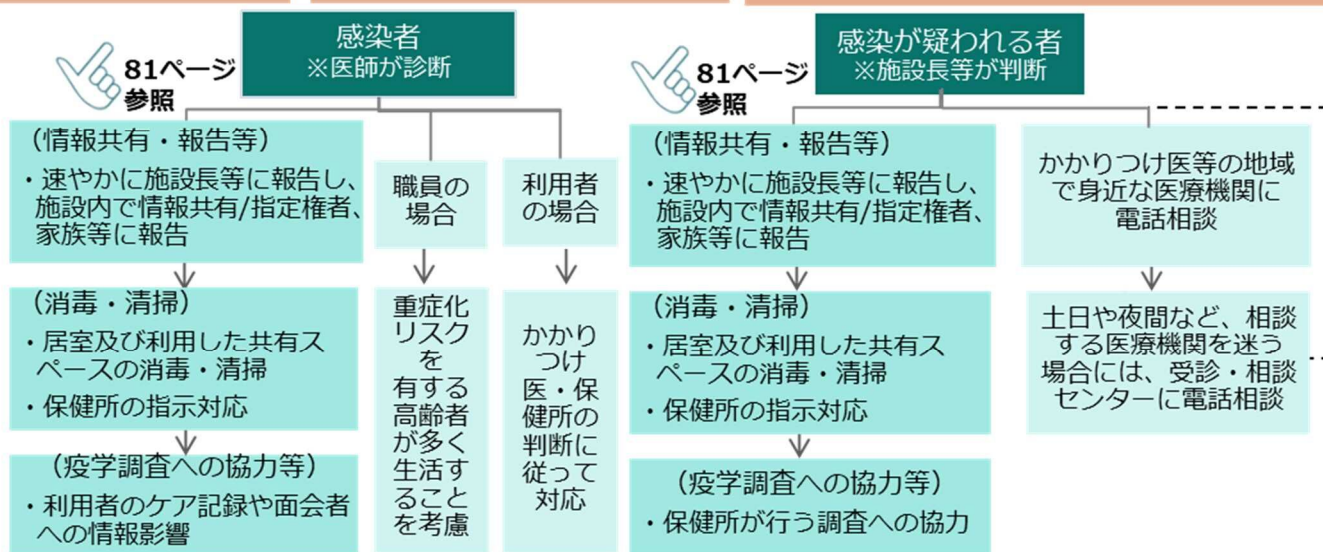 感染者
※医師が診断
81ページ
参照
(情報共有・報告等)
・速やかに施設長等に報告し、
施設内で情報共有/指定権者、
家族等に報告
(消毒・清掃)
・居室及び利用した共有ス
ペースの消毒・清掃
・保健所の指示対応
(疫学調査への協力等)
・利用者のケア記録や面会者
への情報影響
職員の
場合
重症化
リスク
を
有する
高齢者
が多く
生活す
ること
を考慮
利用者
の場合
かかり
つけ
医・保
健所の
判断に
従って
対応
感染が疑われる者
※施設長等が判断
81ページ
参照
(情報共有・報告等)
・速やかに施設長等に報告し、
施設内で情報共有/指定権者、
家族等に報告
(消毒・清掃)
・居室及び利用した共有ス
ペースの消毒・清掃
・保健所の指示対応
(疫学調査への協力等)
・保健所が行う調査への協力
かかりつけ医等の地域
で身近な医療機関に
電話相談
土日や夜間など、相談
する医療機関を迷う
場合には、受診・相談
センターに電話相談